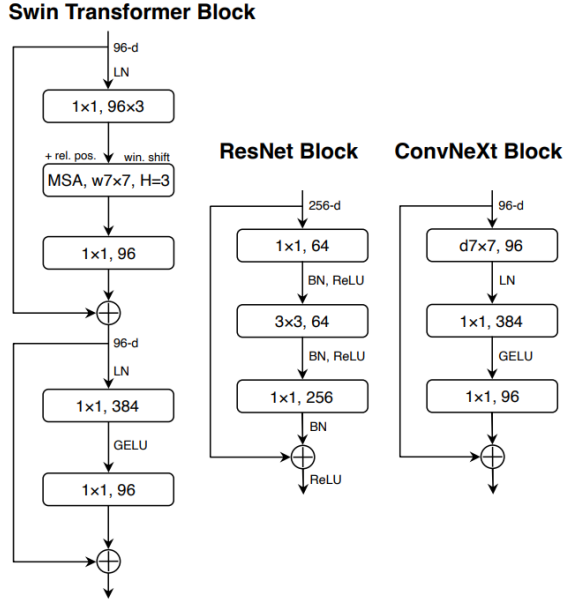 Swin Transformer Block
96-d
LN
1×1, 96×3
+ rel. pos. win. shift
MSA, w7×7, H=3
1×1, 96
96-d
LN
1×1, 384
GELU
1×1, 96
ResNet Block
256-d
1×1, 64
BN, ReLU
3×3, 64
BN, ReLU
1×1, 256
BN
ReLU
ConvNeXt Block
96-d
d7×7, 96
LN
1×1, 384
GELU
1×1, 96